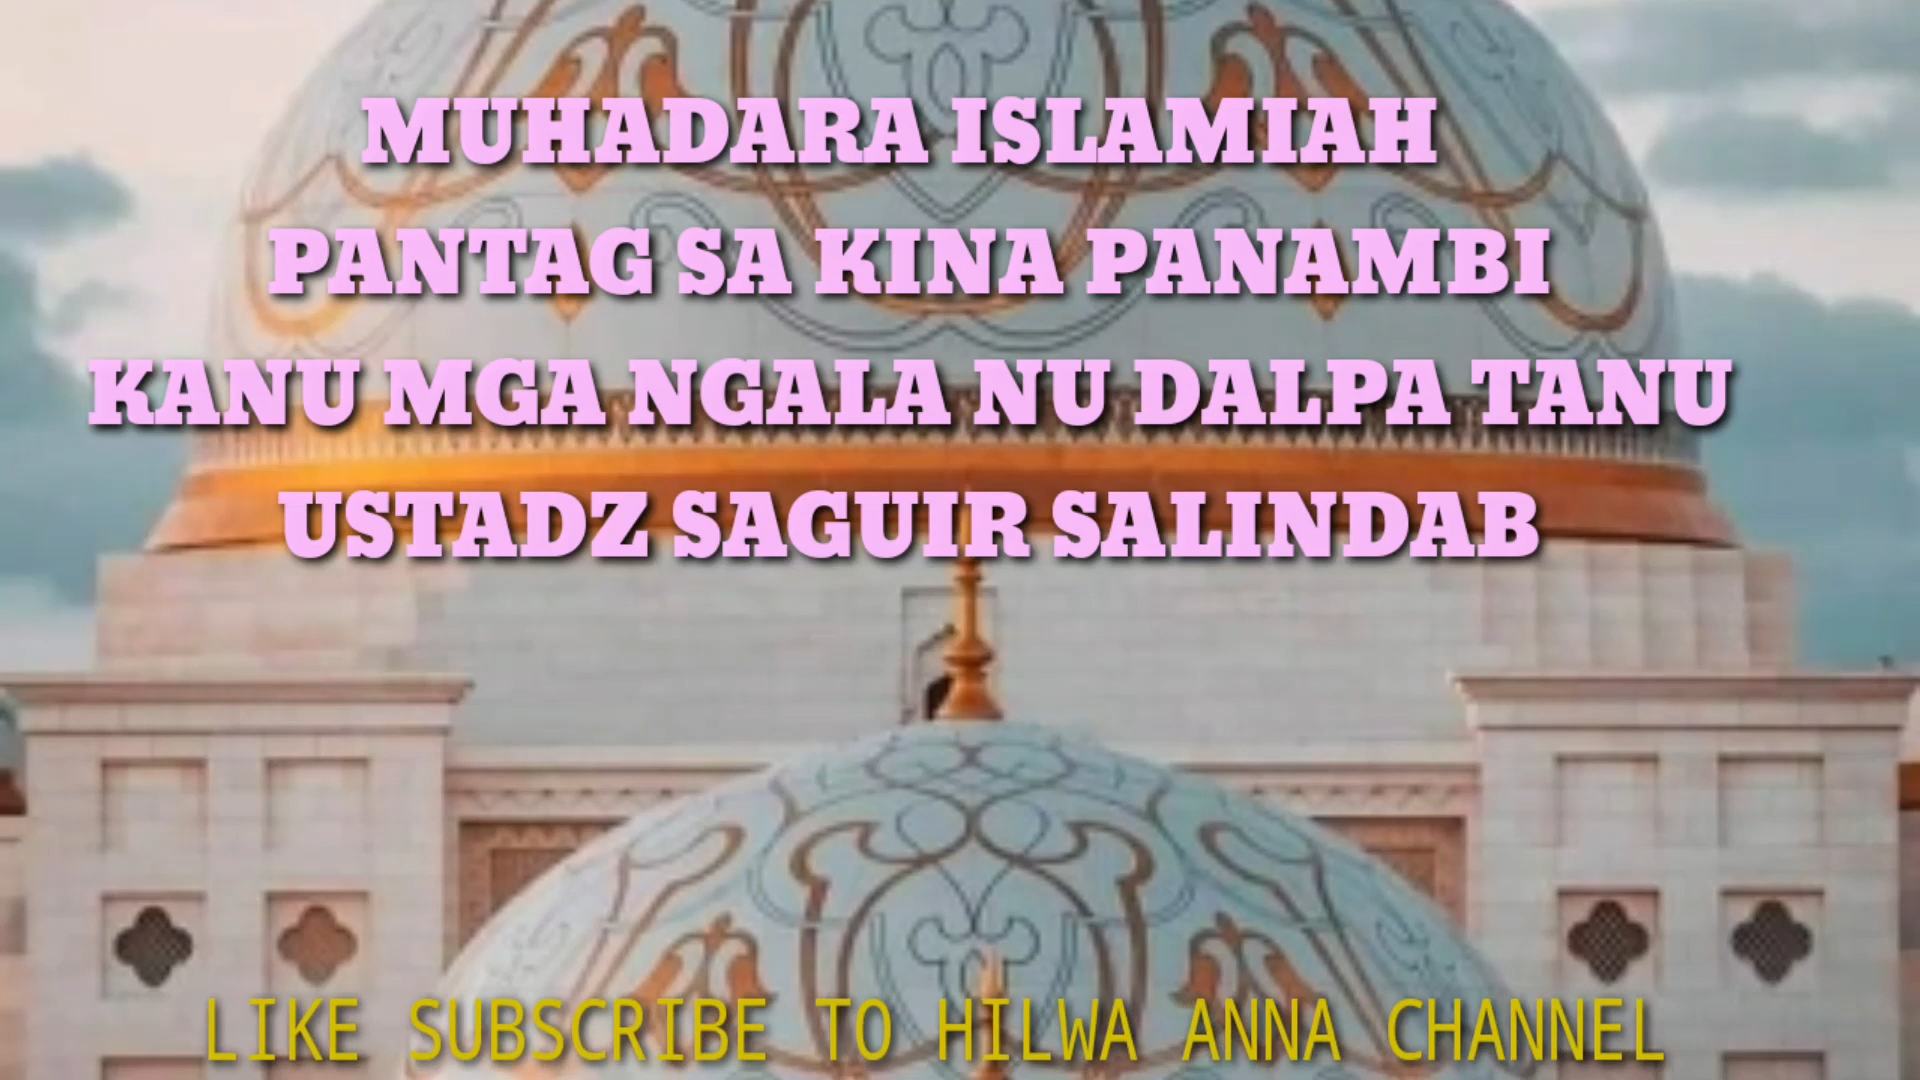 MUHADARA ISLAMIAH
PANTAG SA KINA PANAMBI
KANU MGA NGALA NU DALPA TANU
USTADZ SAGUIR SALINDAB
LIKE SUBSCRIBE TO HILWA ANNA CHANNEL